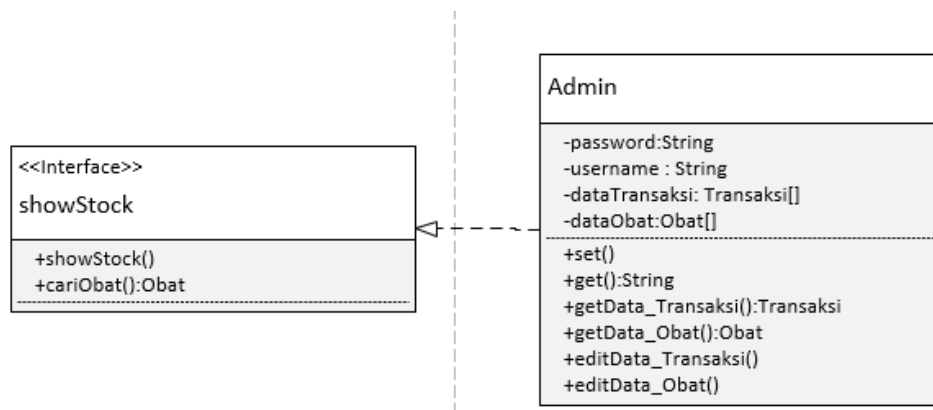 <<Interface>>
showStock
+showStock()
+cariObat():Obat
Admin
-password:String
-username : String
-dataTransaksi: Transaksi[]
-dataObat:Obat[]
+set()
+get():String
+getData_Transaksi():Transaksi
+getData_Obat():Obat
+editData_Transaksi()
+editData_Obat()